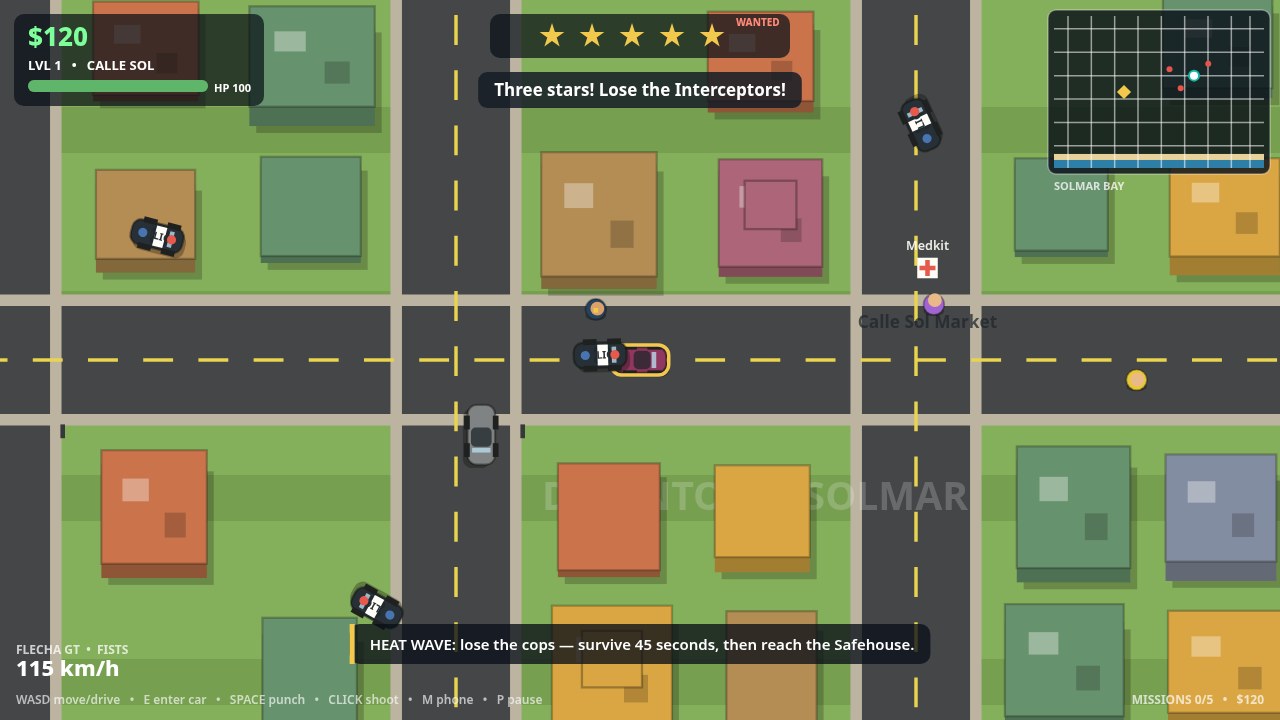 $120
LVL 1 • CALLE SOL
HP 100
WANTED
★ ★ ★ ★ ★
Three stars! Lose the Interceptors!
SOLMAR BAY
Medkit
Calle Sol Market
SOLMAR
HEAT WAVE: lose the cops — survive 45 seconds, then reach the Safehouse.
FLECHA GT • FISTS
115 km/h
WASD move/drive • E enter car • SPACE punch • CLICK shoot • M phone • P pause
MISSIONS 0/5 • $120